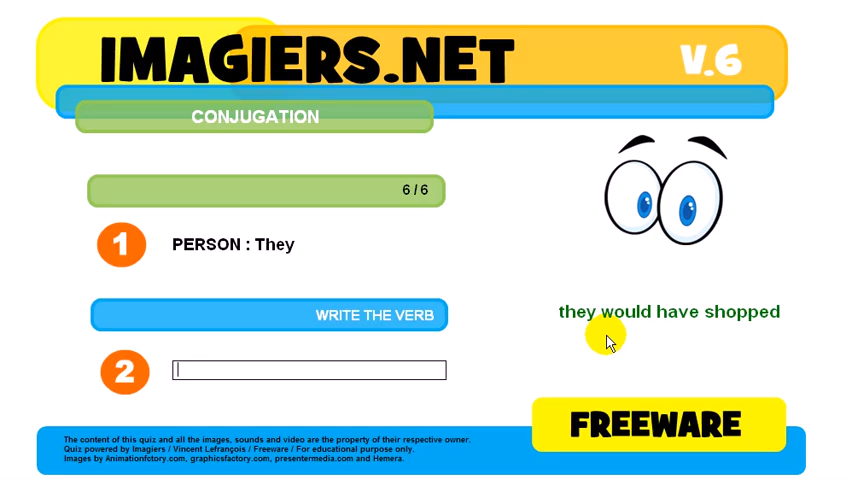 IMAGIERS.NET
V.6
CONJUGATION
6 / 6
1
PERSON : They
they would have shopped
WRITE THE VERB
2
FREEWARE
The content of this quiz and all the images, sounds and video are the property of their respective owner.
Quiz powered by Imagiers / Vincent Lefrançois / Freeware / For educational purpose only.
Images by Animationfctory.com, graphicsfactory.com, presentermedia.com and Hemera.